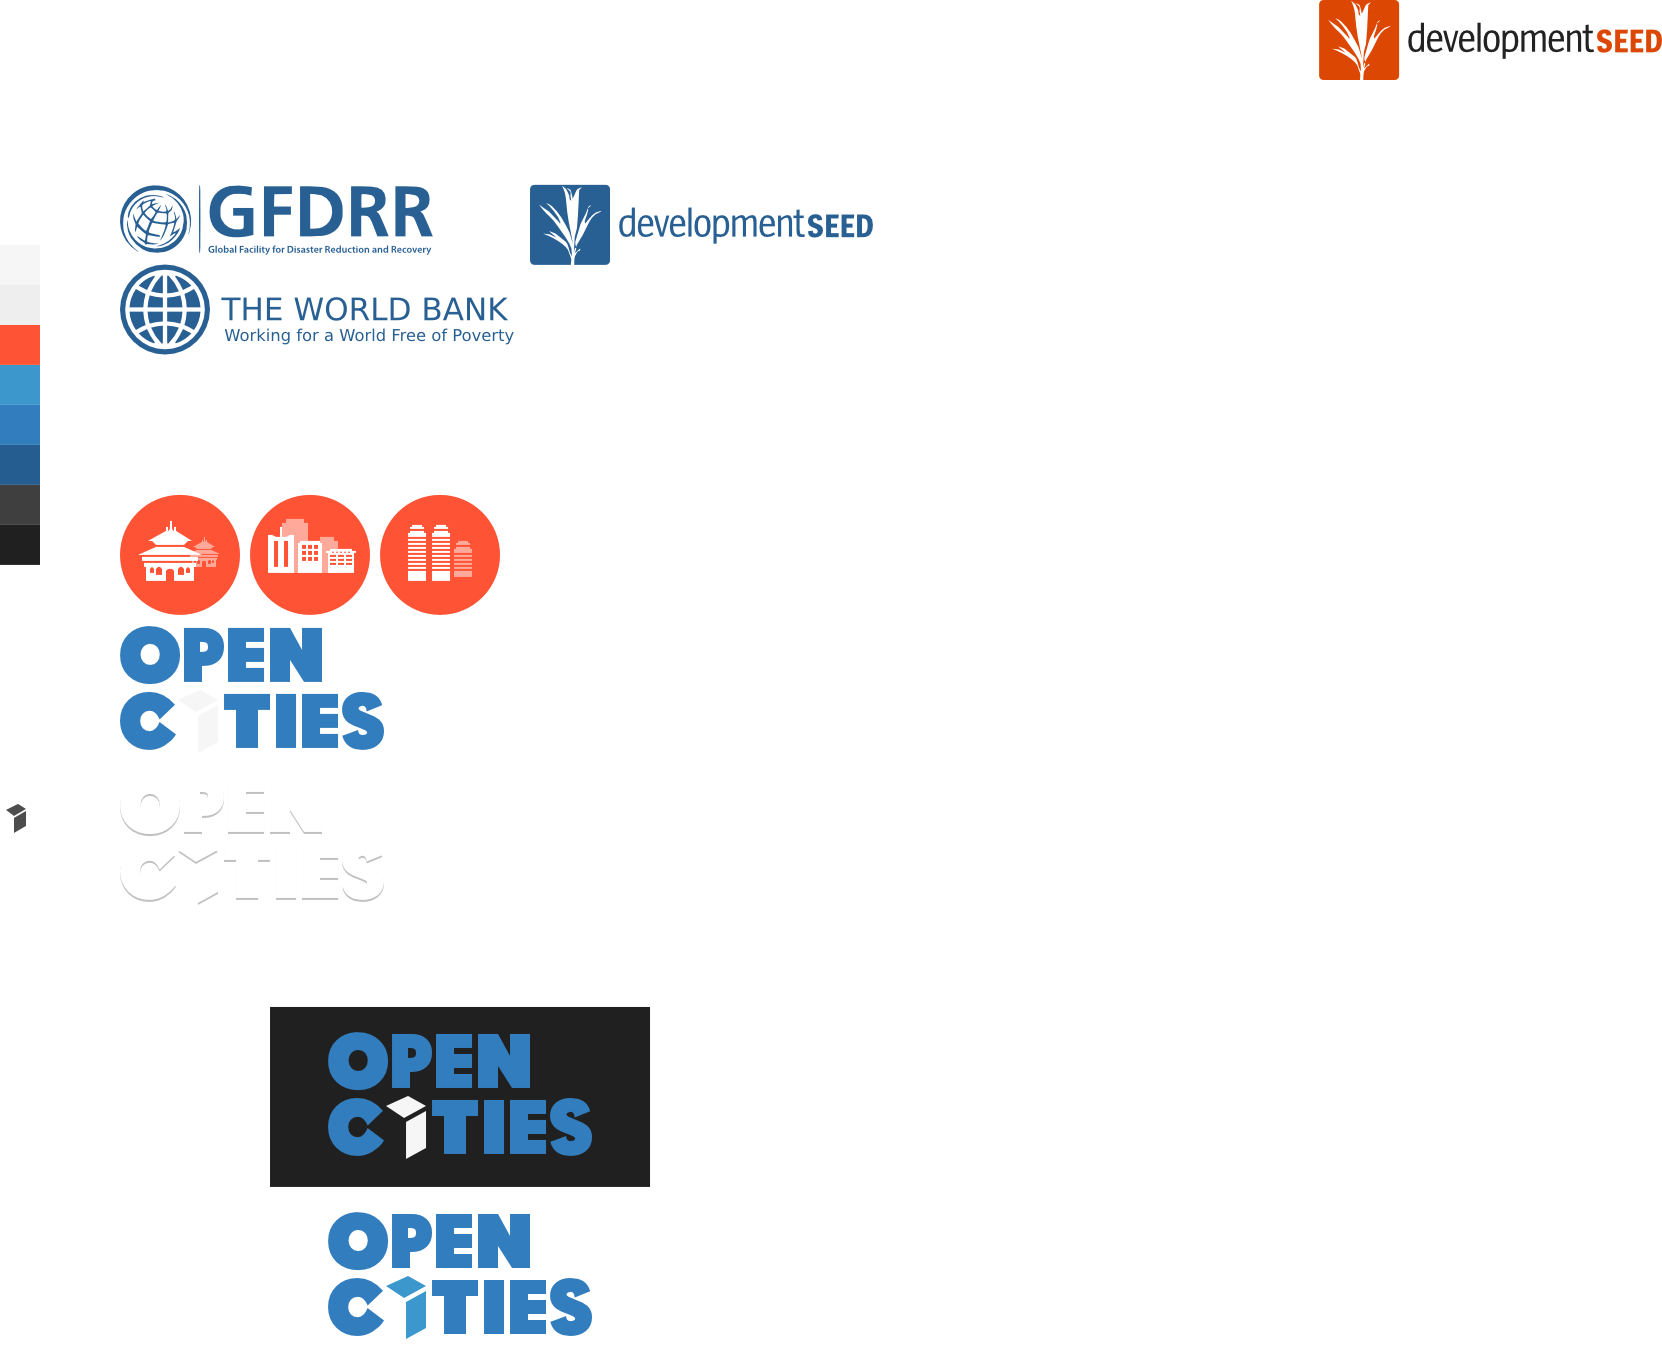 developmentSEED
GFDRR
Global Facility for Disaster Reduction and Recovery
developmentSEED
THE WORLD BANK
Working for a World Free of Poverty
OPEN
CiTIES
OPEN
CiTIES
OPEN
CiTIES
OPEN
CiTIES